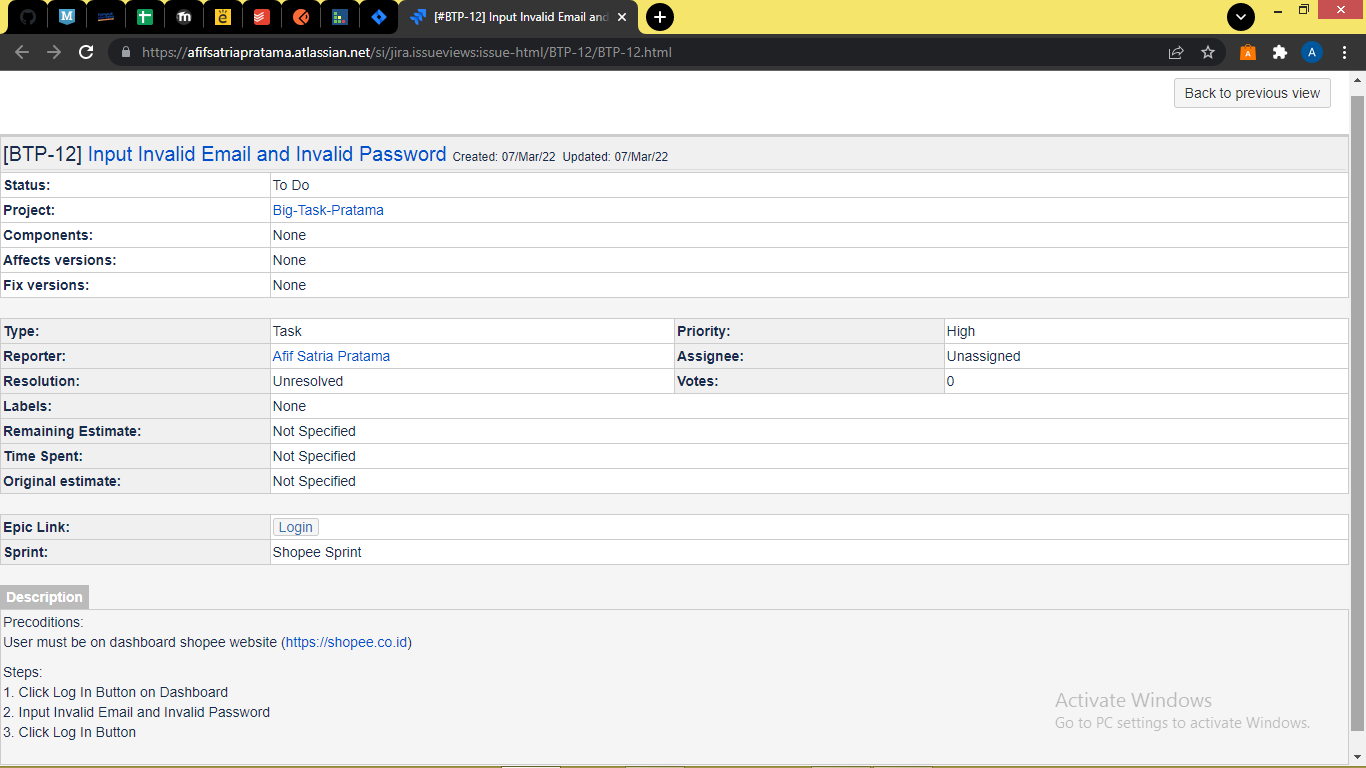 [#BTP-12] Input Invalid Email and
https://afifsatriapratama.atlassian.net/si/jira.issueviews:issue-html/BTP-12/BTP-12.html
A
Back to previous view
[BTP-12] Input Invalid Email and Invalid Password Created: 07/Mar/22 Updated: 07/Mar/22
Status: To Do
Project: Big-Task-Pratama
Components: None
Affects versions: None
Fix versions: None
Type: Task Priority: High
Reporter: Afif Satria Pratama Assignee: Unassigned
Resolution: Unresolved Votes: 0
Labels: None
Remaining Estimate: Not Specified
Time Spent: Not Specified
Original estimate: Not Specified
Epic Link: Login
Sprint: Shopee Sprint
Description
Precoditions:
User must be on dashboard shopee website (https://shopee.co.id)
Steps:
1. Click Log In Button on Dashboard
2. Input Invalid Email and Invalid Password
3. Click Log In Button
Activate Windows
Go to PC settings to activate Windows.